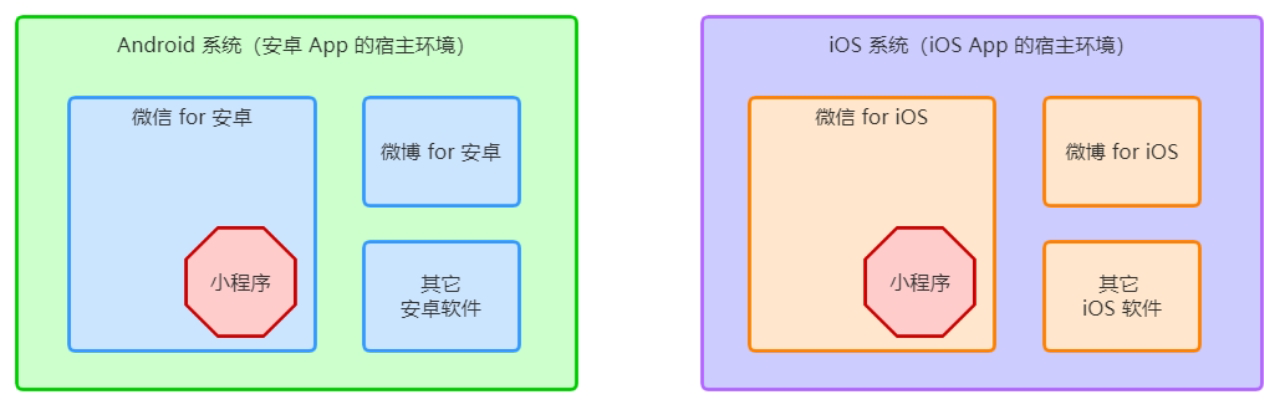 Android 系统（安卓 App 的宿主环境）
微信 for 安卓
微博 for 安卓
小程序
其它
安卓软件
iOS 系统（iOS App 的宿主环境）
微信 for iOS
微博 for iOS
小程序
其它
iOS 软件